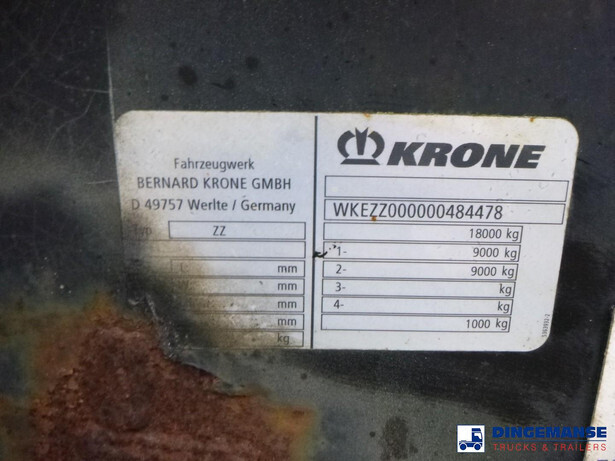 Fahrzeugwerk
BERNARD KRONE GMBH
D 49757 Werlte / Germany
Typ ZZ
mm
mm
mm
mm
kg
KRONE
WKEZZ000000484478
18000 kg
1- 9000 kg
2- 9000 kg
3- kg
4- kg
1000 kg
DINGEMANSE
TRUCKS & TRAILERS